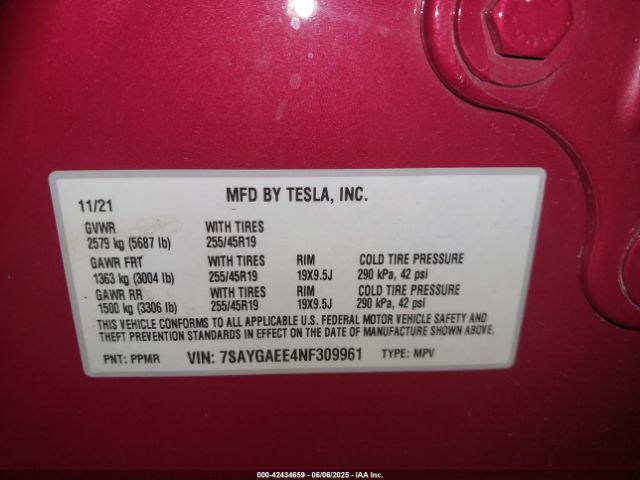 11/21 MFD BY TESLA, INC.
GVWR WITH TIRES
2579 kg (5687 lb) 255/45R19
GAWR FRT WITH TIRES RIM COLD TIRE PRESSURE
1363 kg (3004 lb) 255/45R19 19X9.5J 290 kPa, 42 psi
GAWR RR WITH TIRES RIM COLD TIRE PRESSURE
1500 kg (3306 lb) 255/45R19 19X9.5J 290 kPa, 42 psi
THIS VEHICLE CONFORMS TO ALL APPLICABLE U.S. FEDERAL MOTOR VEHICLE SAFETY AND
THEFT PREVENTION STANDARDS IN EFFECT ON THE DATE OF MANUFACTURE SHOWN ABOVE.
PNT: PPMR VIN: 7SAYGAEE4NF309961 TYPE: MPV
000-42434659 - 06/06/2025 - IAA Inc.